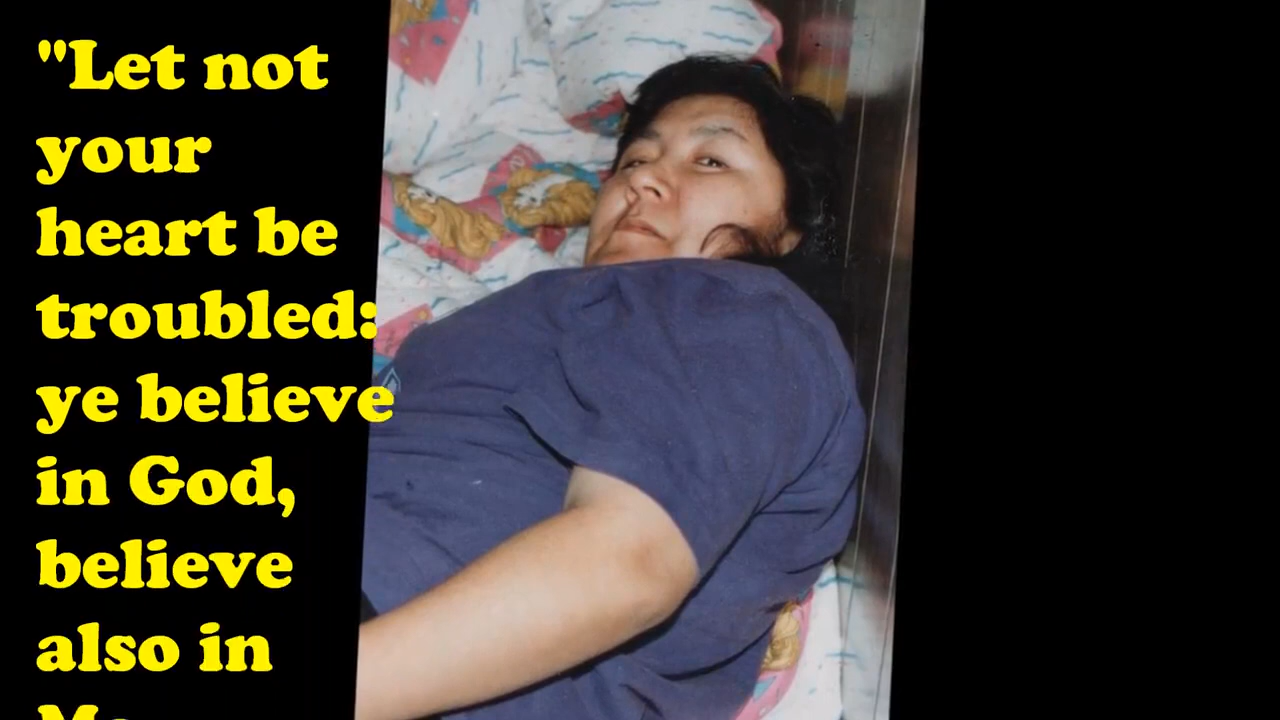 "Let not
your
heart be
troubled:
ye believe
in God,
believe
also in